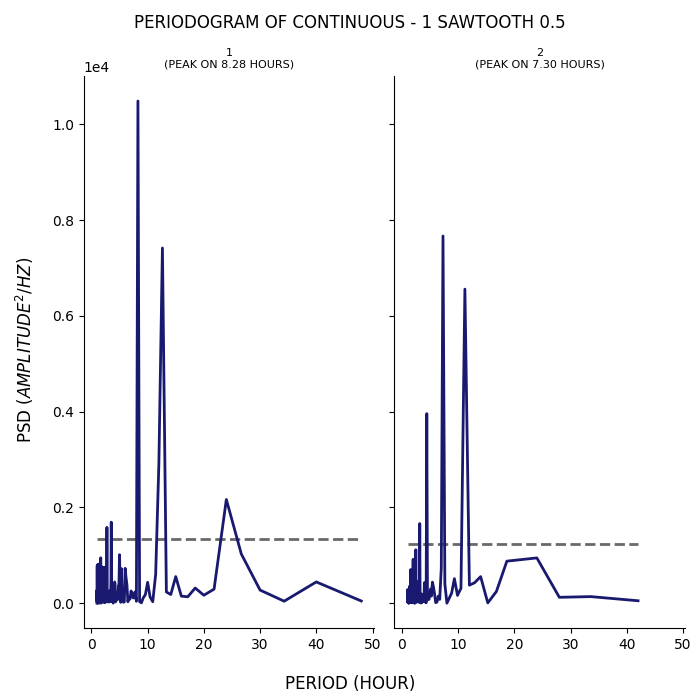 PERIODOGRAM OF CONTINUOUS - 1 SAWTOOTH 0.5
1
(PEAK ON 8.28 HOURS)
2
(PEAK ON 7.30 HOURS)
1e4
1.0
0.8
0.6
0.4
0.2
0.0
PSD (AMPLITUDE²/HZ)
0 10 20 30 40 50
0 10 20 30 40 50
PERIOD (HOUR)